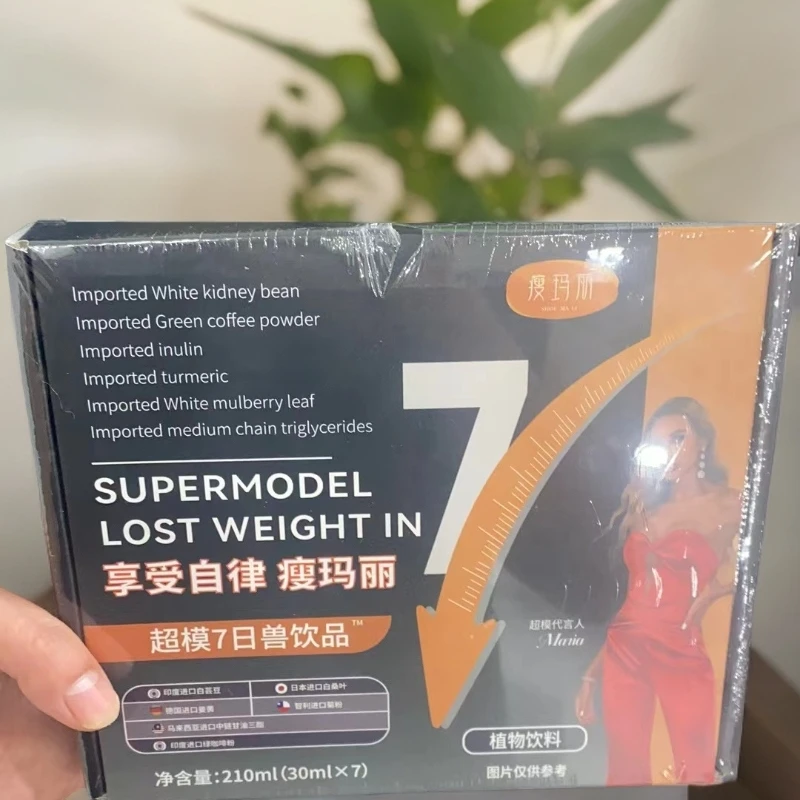 Imported White kidney bean
Imported Green coffee powder
Imported inulin
Imported turmeric
Imported White mulberry leaf
Imported medium chain triglycerides
瘦玛丽
SUPERMODEL
LOST WEIGHT IN
7
享受自律 瘦玛丽
超模7日兽饮品™
超模代言人
Maria
印度进口白芸豆
日本进口白桑叶
德国进口姜黄
智利进口菊粉
马来西亚进口中链甘油三酯
印度进口绿咖啡粉
植物饮料
净含量:210ml(30ml×7)
图片仅供参考